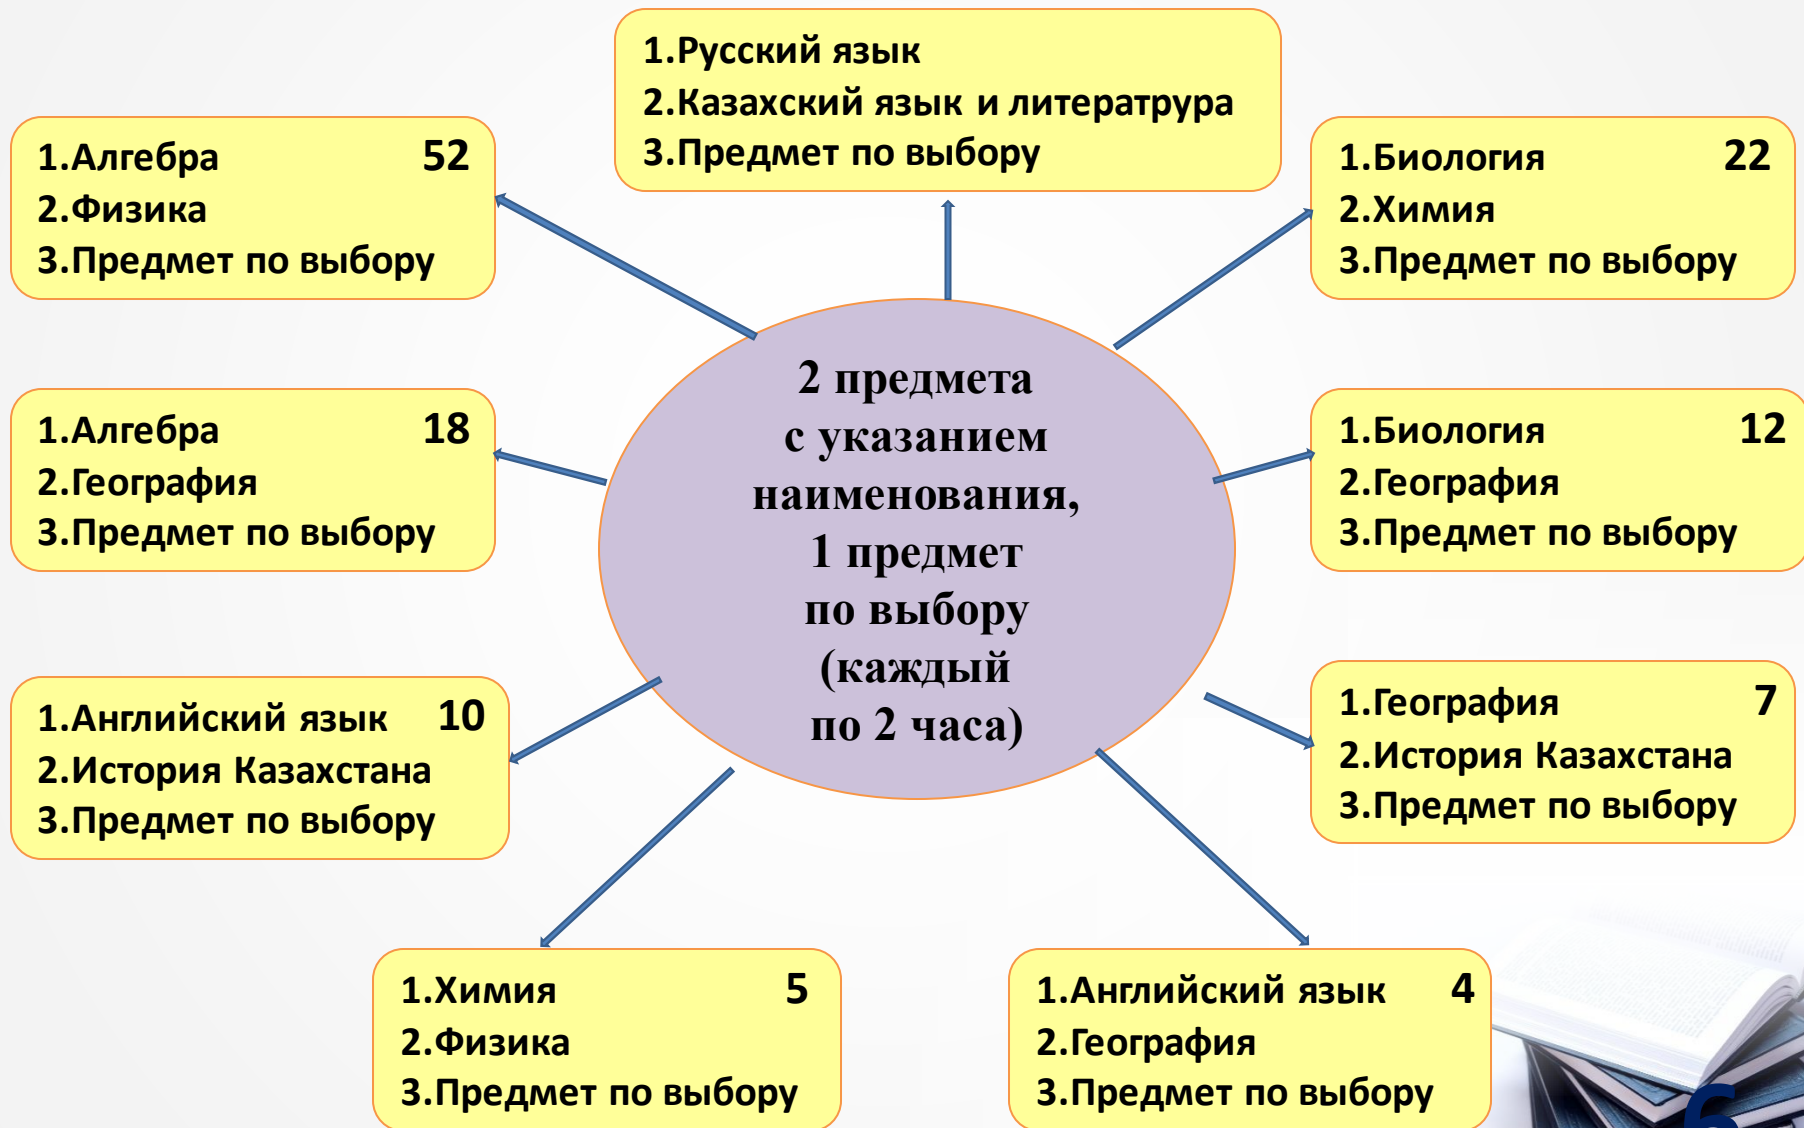 1.Русский язык
2.Казахский язык и литератрура
3.Предмет по выбору
1.Алгебра 52
2.Физика
3.Предмет по выбору
1.Биология 22
2.Химия
3.Предмет по выбору
2 предмета
с указанием
наименования,
1 предмет
по выбору
(каждый
по 2 часа)
1.Алгебра 18
2.География
3.Предмет по выбору
1.Биология 12
2.География
3.Предмет по выбору
1.Английский язык 10
2.История Казахстана
3.Предмет по выбору
1.География 7
2.История Казахстана
3.Предмет по выбору
1.Химия 5
2.Физика
3.Предмет по выбору
1.Английский язык 4
2.География
3.Предмет по выбору
6